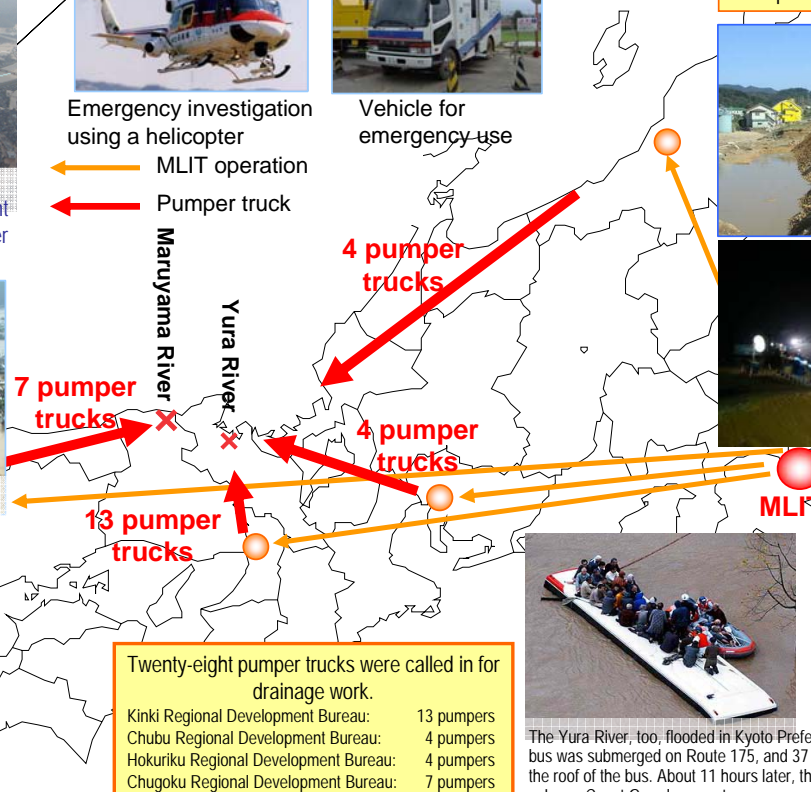 Emergency investigation
using a helicopter
Vehicle for
emergency use
MLIT operation
Pumper truck
Maruyama River
Yura River
4 pumper
trucks
7 pumper
trucks
4 pumper
trucks
13 pumper
trucks
MLIT
Twenty-eight pumper trucks were called in for
drainage work.
Kinki Regional Development Bureau: 13 pumpers
Chubu Regional Development Bureau: 4 pumpers
Hokuriku Regional Development Bureau: 4 pumpers
Chugoku Regional Development Bureau: 7 pumpers
The Yura River, too, flooded in Kyoto Prefe
bus was submerged on Route 175, and 37
the roof of the bus. About 11 hours later, th